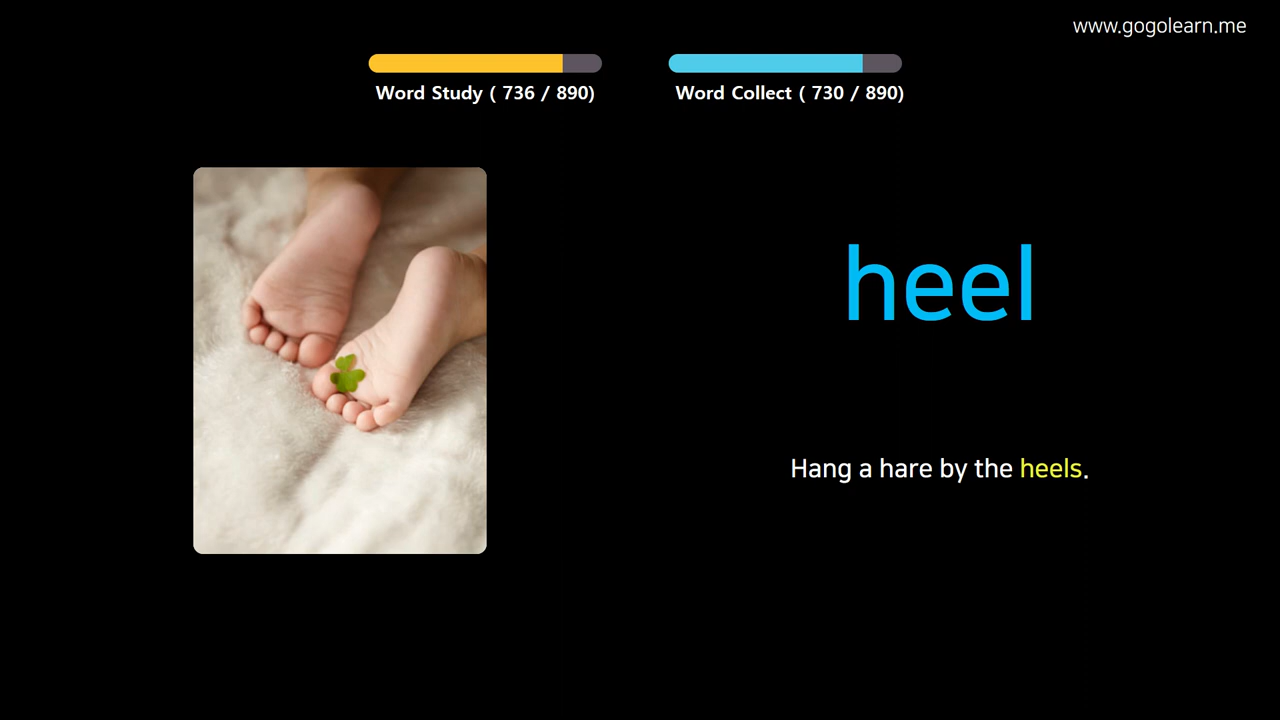 www.gogolearn.me
Word Study ( 736 / 890)
Word Collect ( 730 / 890)
heel
Hang a hare by the heels.